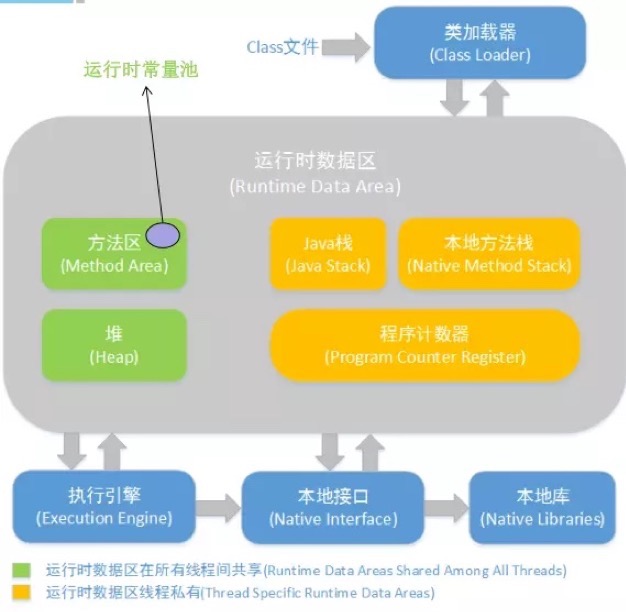 Class文件
类加载器
(Class Loader)
运行时常量池
运行时数据区
(Runtime Data Area)
方法区
(Method Area)
Java栈
(Java Stack)
本地方法栈
(Native Method Stack)
堆
(Heap)
程序计数器
(Program Counter Register)
执行引擎
(Execution Engine)
本地接口
(Native Interface)
本地库
(Native Libraries)
运行时数据区在所有线程间共享(Runtime Data Areas Shared Among All Threads)
运行时数据区线程私有(Thread Specific Runtime Data Areas)